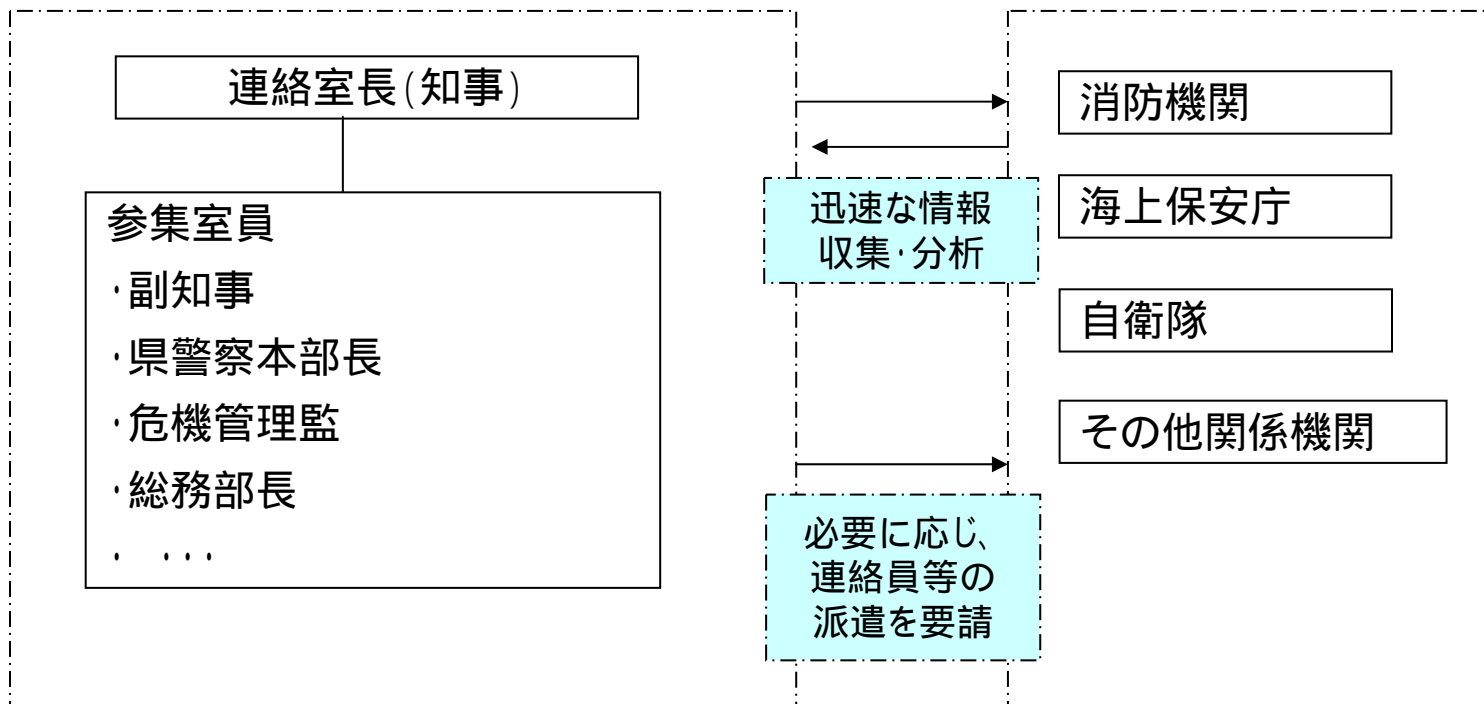 連絡室長(知事)
参集室員
・副知事
・県警察本部長
・危機管理監
・総務部長
・ ・・・
迅速な情報
収集・分析
必要に応じ、
連絡員等の
派遣を要請
消防機関
海上保安庁
自衛隊
その他関係機関